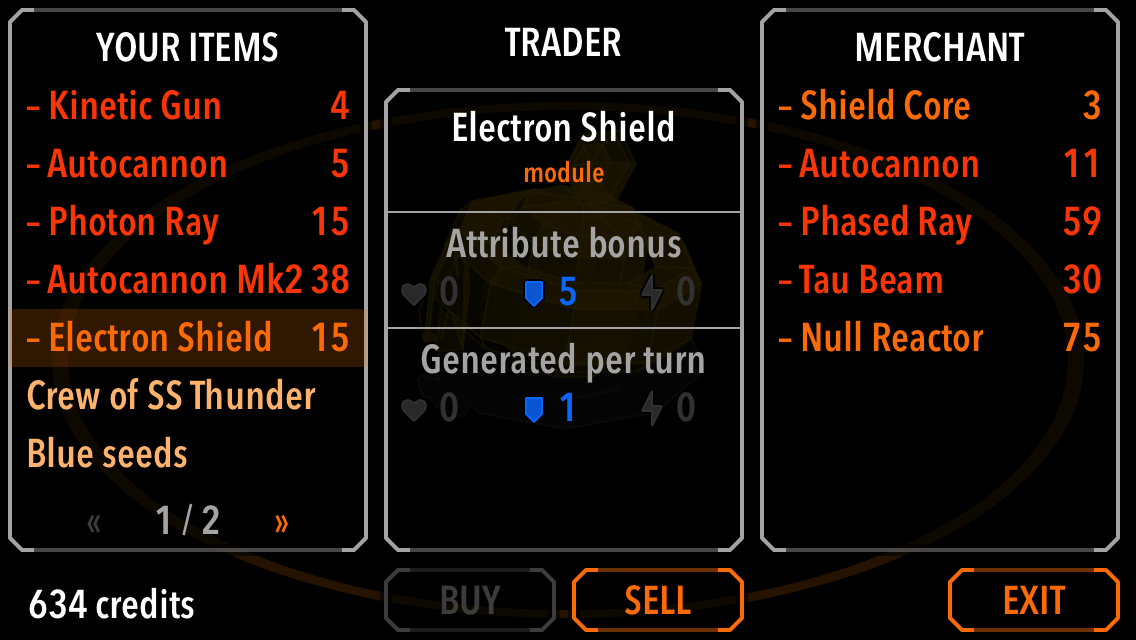 YOUR ITEMS
– Kinetic Gun 4
– Autocannon 5
– Photon Ray 15
– Autocannon Mk2 38
– Electron Shield 15
Crew of SS Thunder
Blue seeds
« 1 / 2 »
634 credits
TRADER
Electron Shield
module
Attribute bonus
0 5 0
Generated per turn
0 1 0
BUY SELL
MERCHANT
– Shield Core 3
– Autocannon 11
– Phased Ray 59
– Tau Beam 30
– Null Reactor 75
EXIT